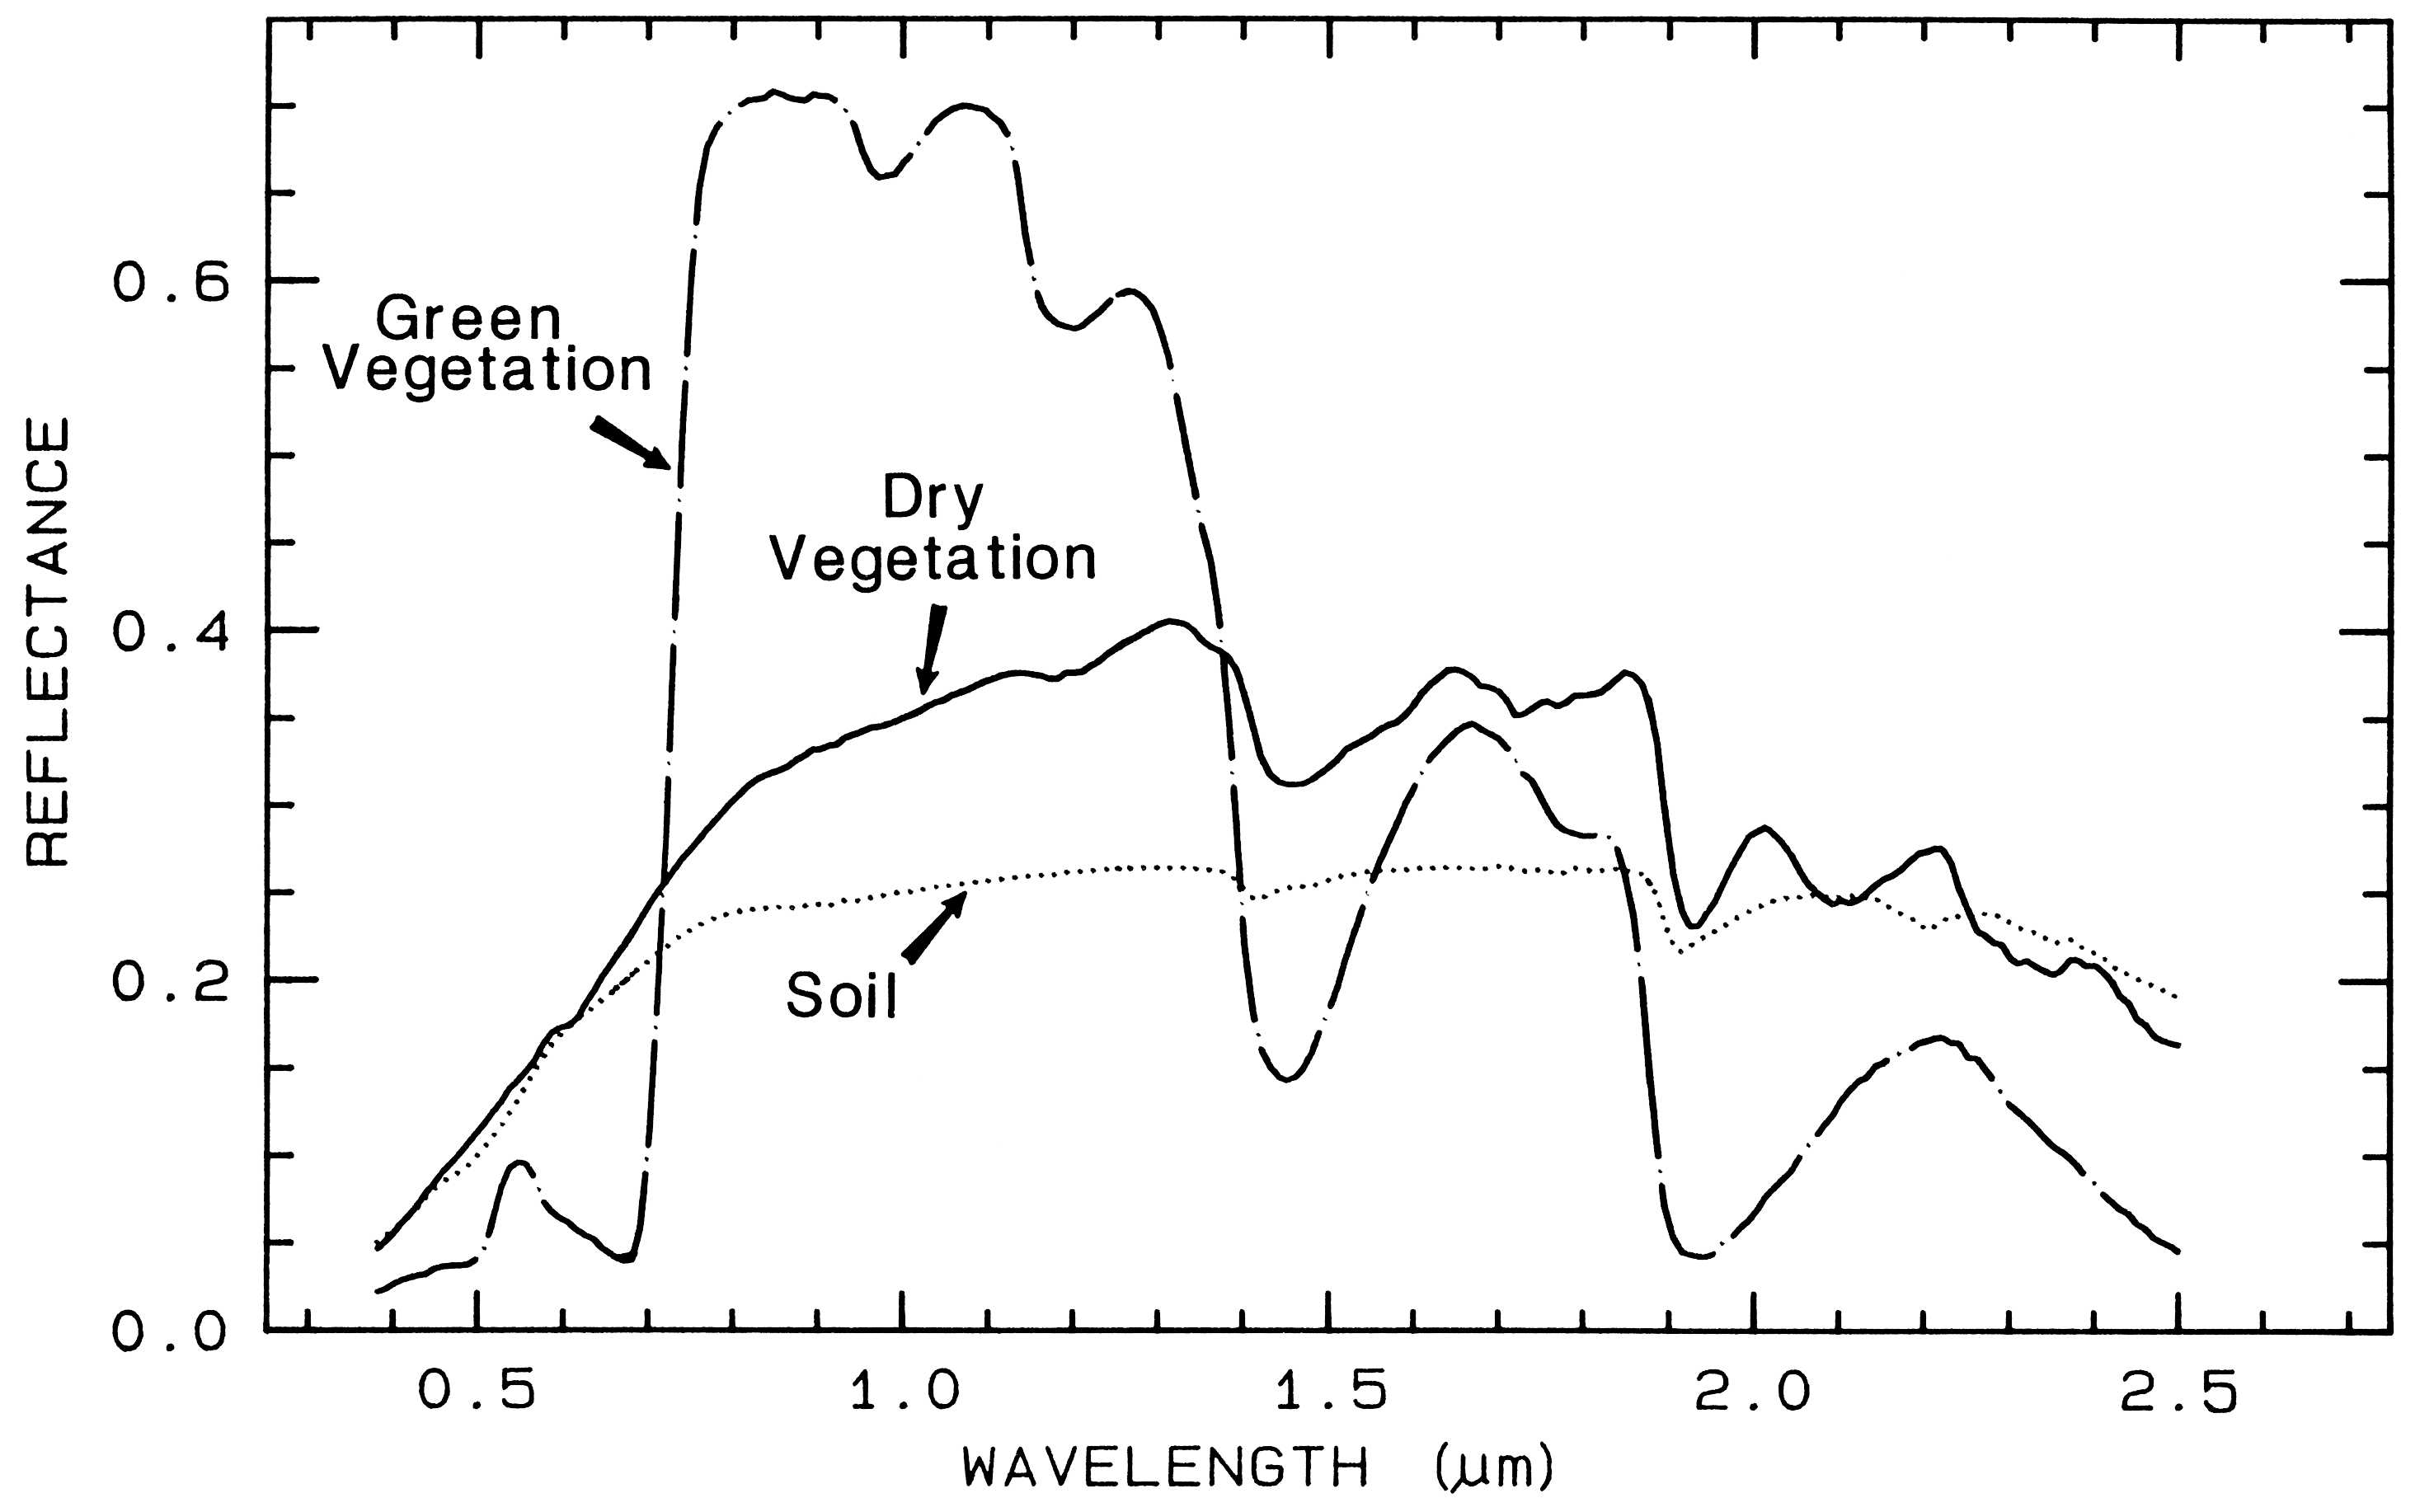 0.6
Green
Vegetation
Dry
Vegetation
0.4
REFLECTANCE
0.2
Soil
0.0
0.5 1.0 1.5 2.0 2.5
WAVELENGTH (µm)